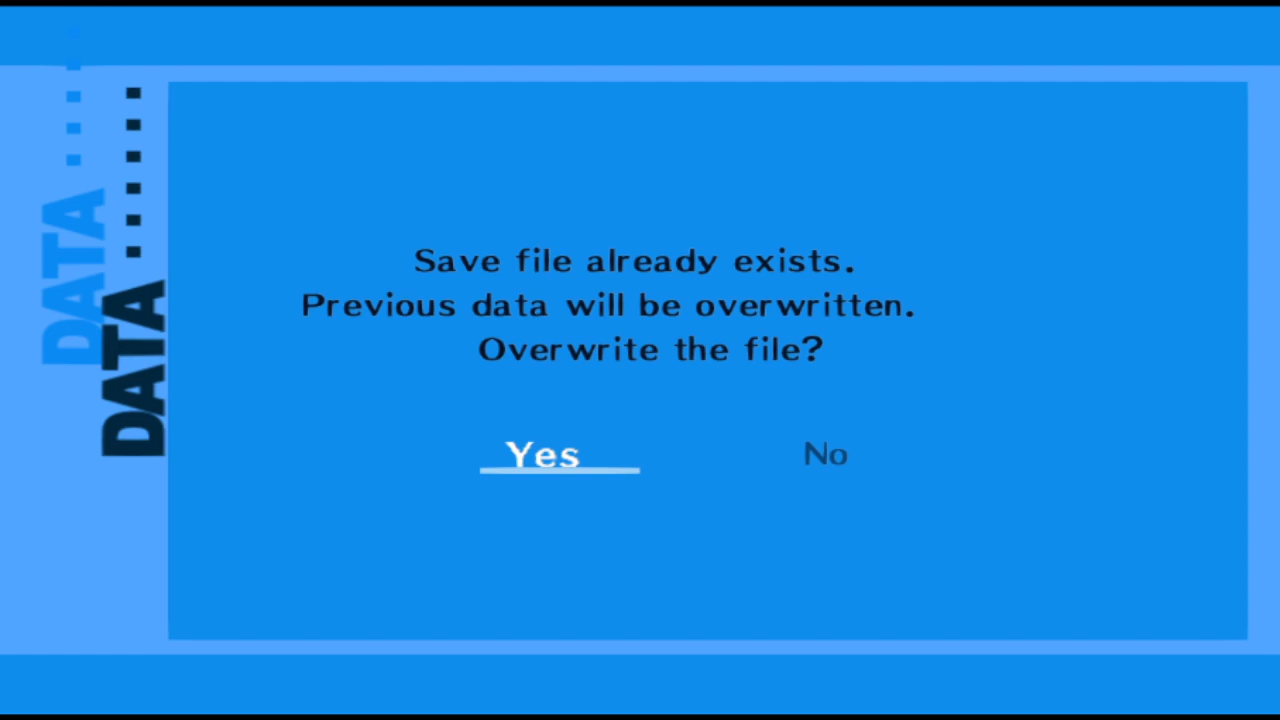 DATA ......
DATA .....
Save file already exists.
Previous data will be overwritten.
Overwrite the file?
Yes
No